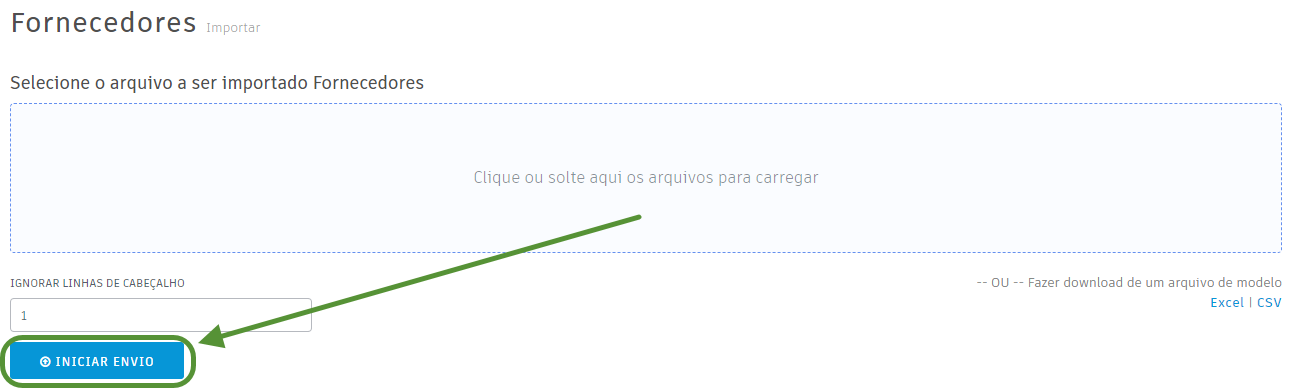 Fornecedores Importar
Selecione o arquivo a ser importado Fornecedores
Clique ou solte aqui os arquivos para carregar
IGNORAR LINHAS DE CABEÇALHO
-- OU -- Fazer download de um arquivo de modelo
1
Excel | CSV
INICIAR ENVIO